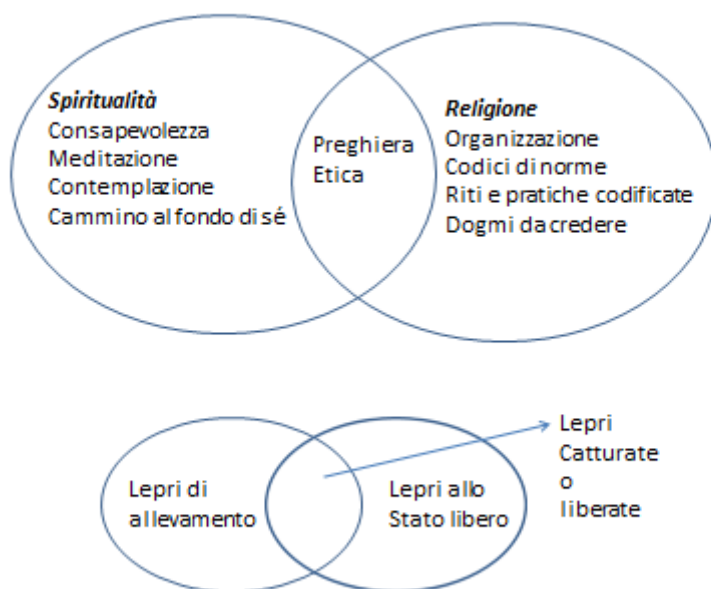 Spiritualità
Consapevolezza
Meditazione
Contemplazione
Cammino al fondo di sé
Preghiera
Etica
Religione
Organizzazione
Codici di norme
Riti e pratiche codificate
Dogmi da credere
Lepri di
allevamento
Lepri allo
Stato libero
Lepri
Catturate
o
liberate